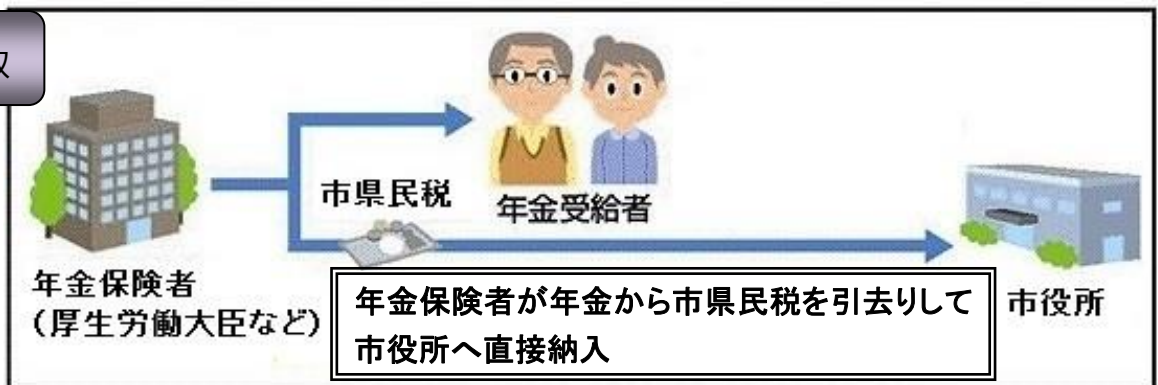 収
市県民税
年金受給者
年金保険者
（厚生労働大臣など）
年金保険者が年金から市県民税を引去りして
市役所へ直接納入
市役所